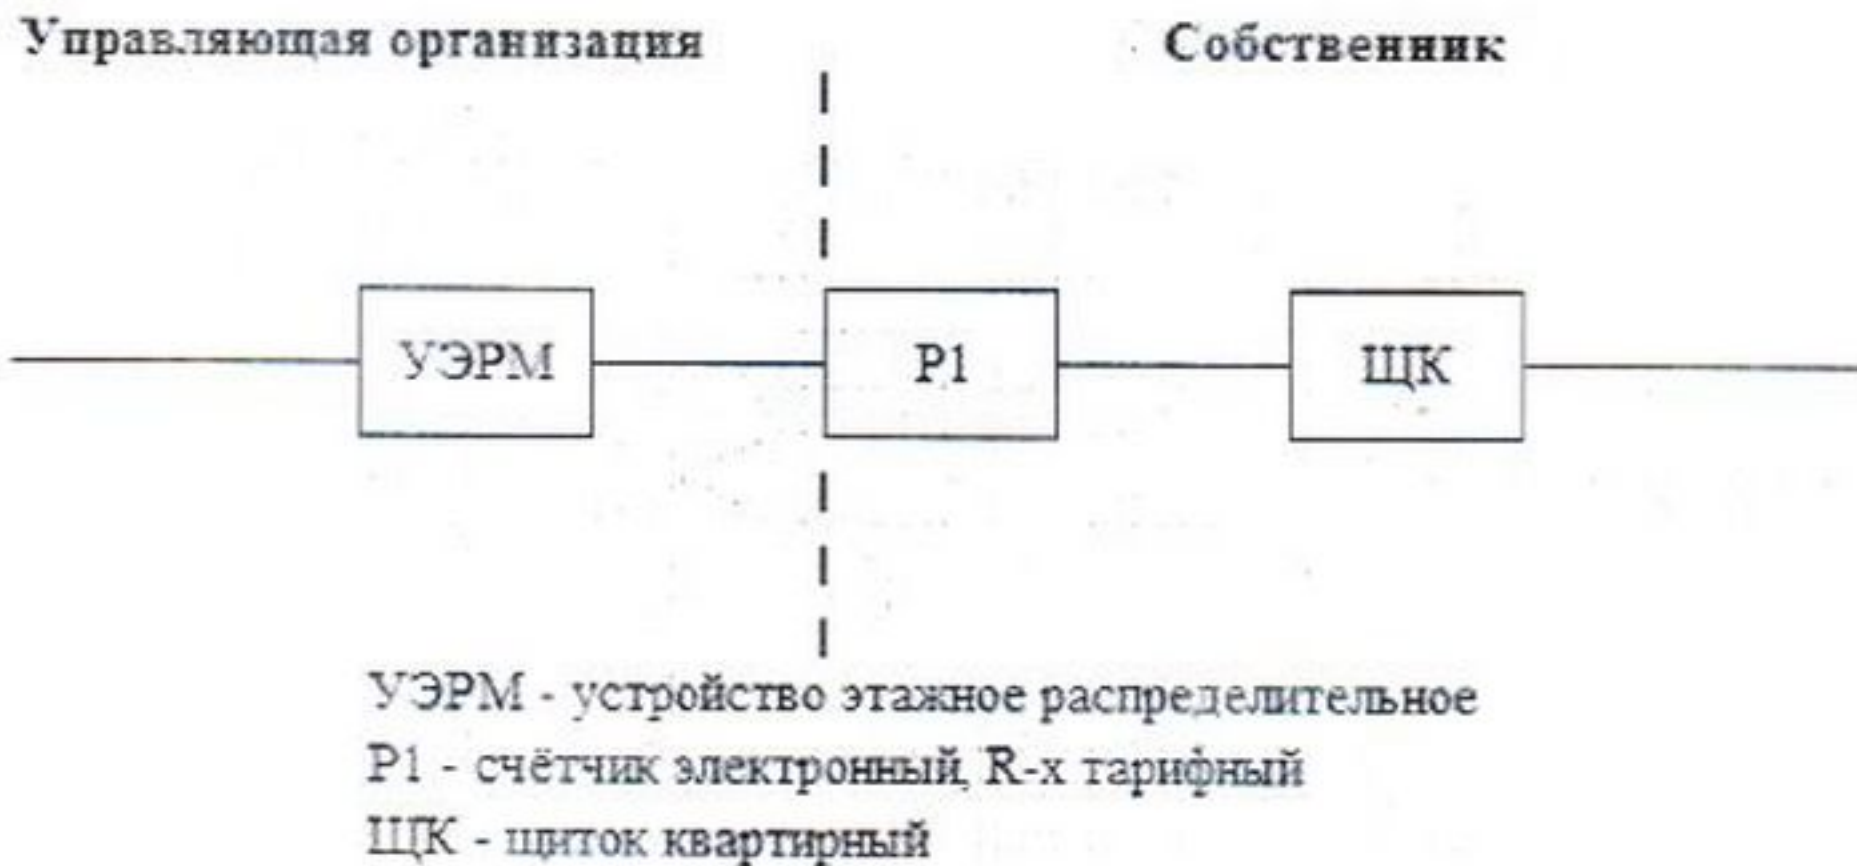 Управляющая организация
Собственник
УЭРМ
Р1
ЩК
УЭРМ - устройство этажное распределительное
Р1 - счётчик электронный, R-х тарифный
ЩК - щиток квартирный